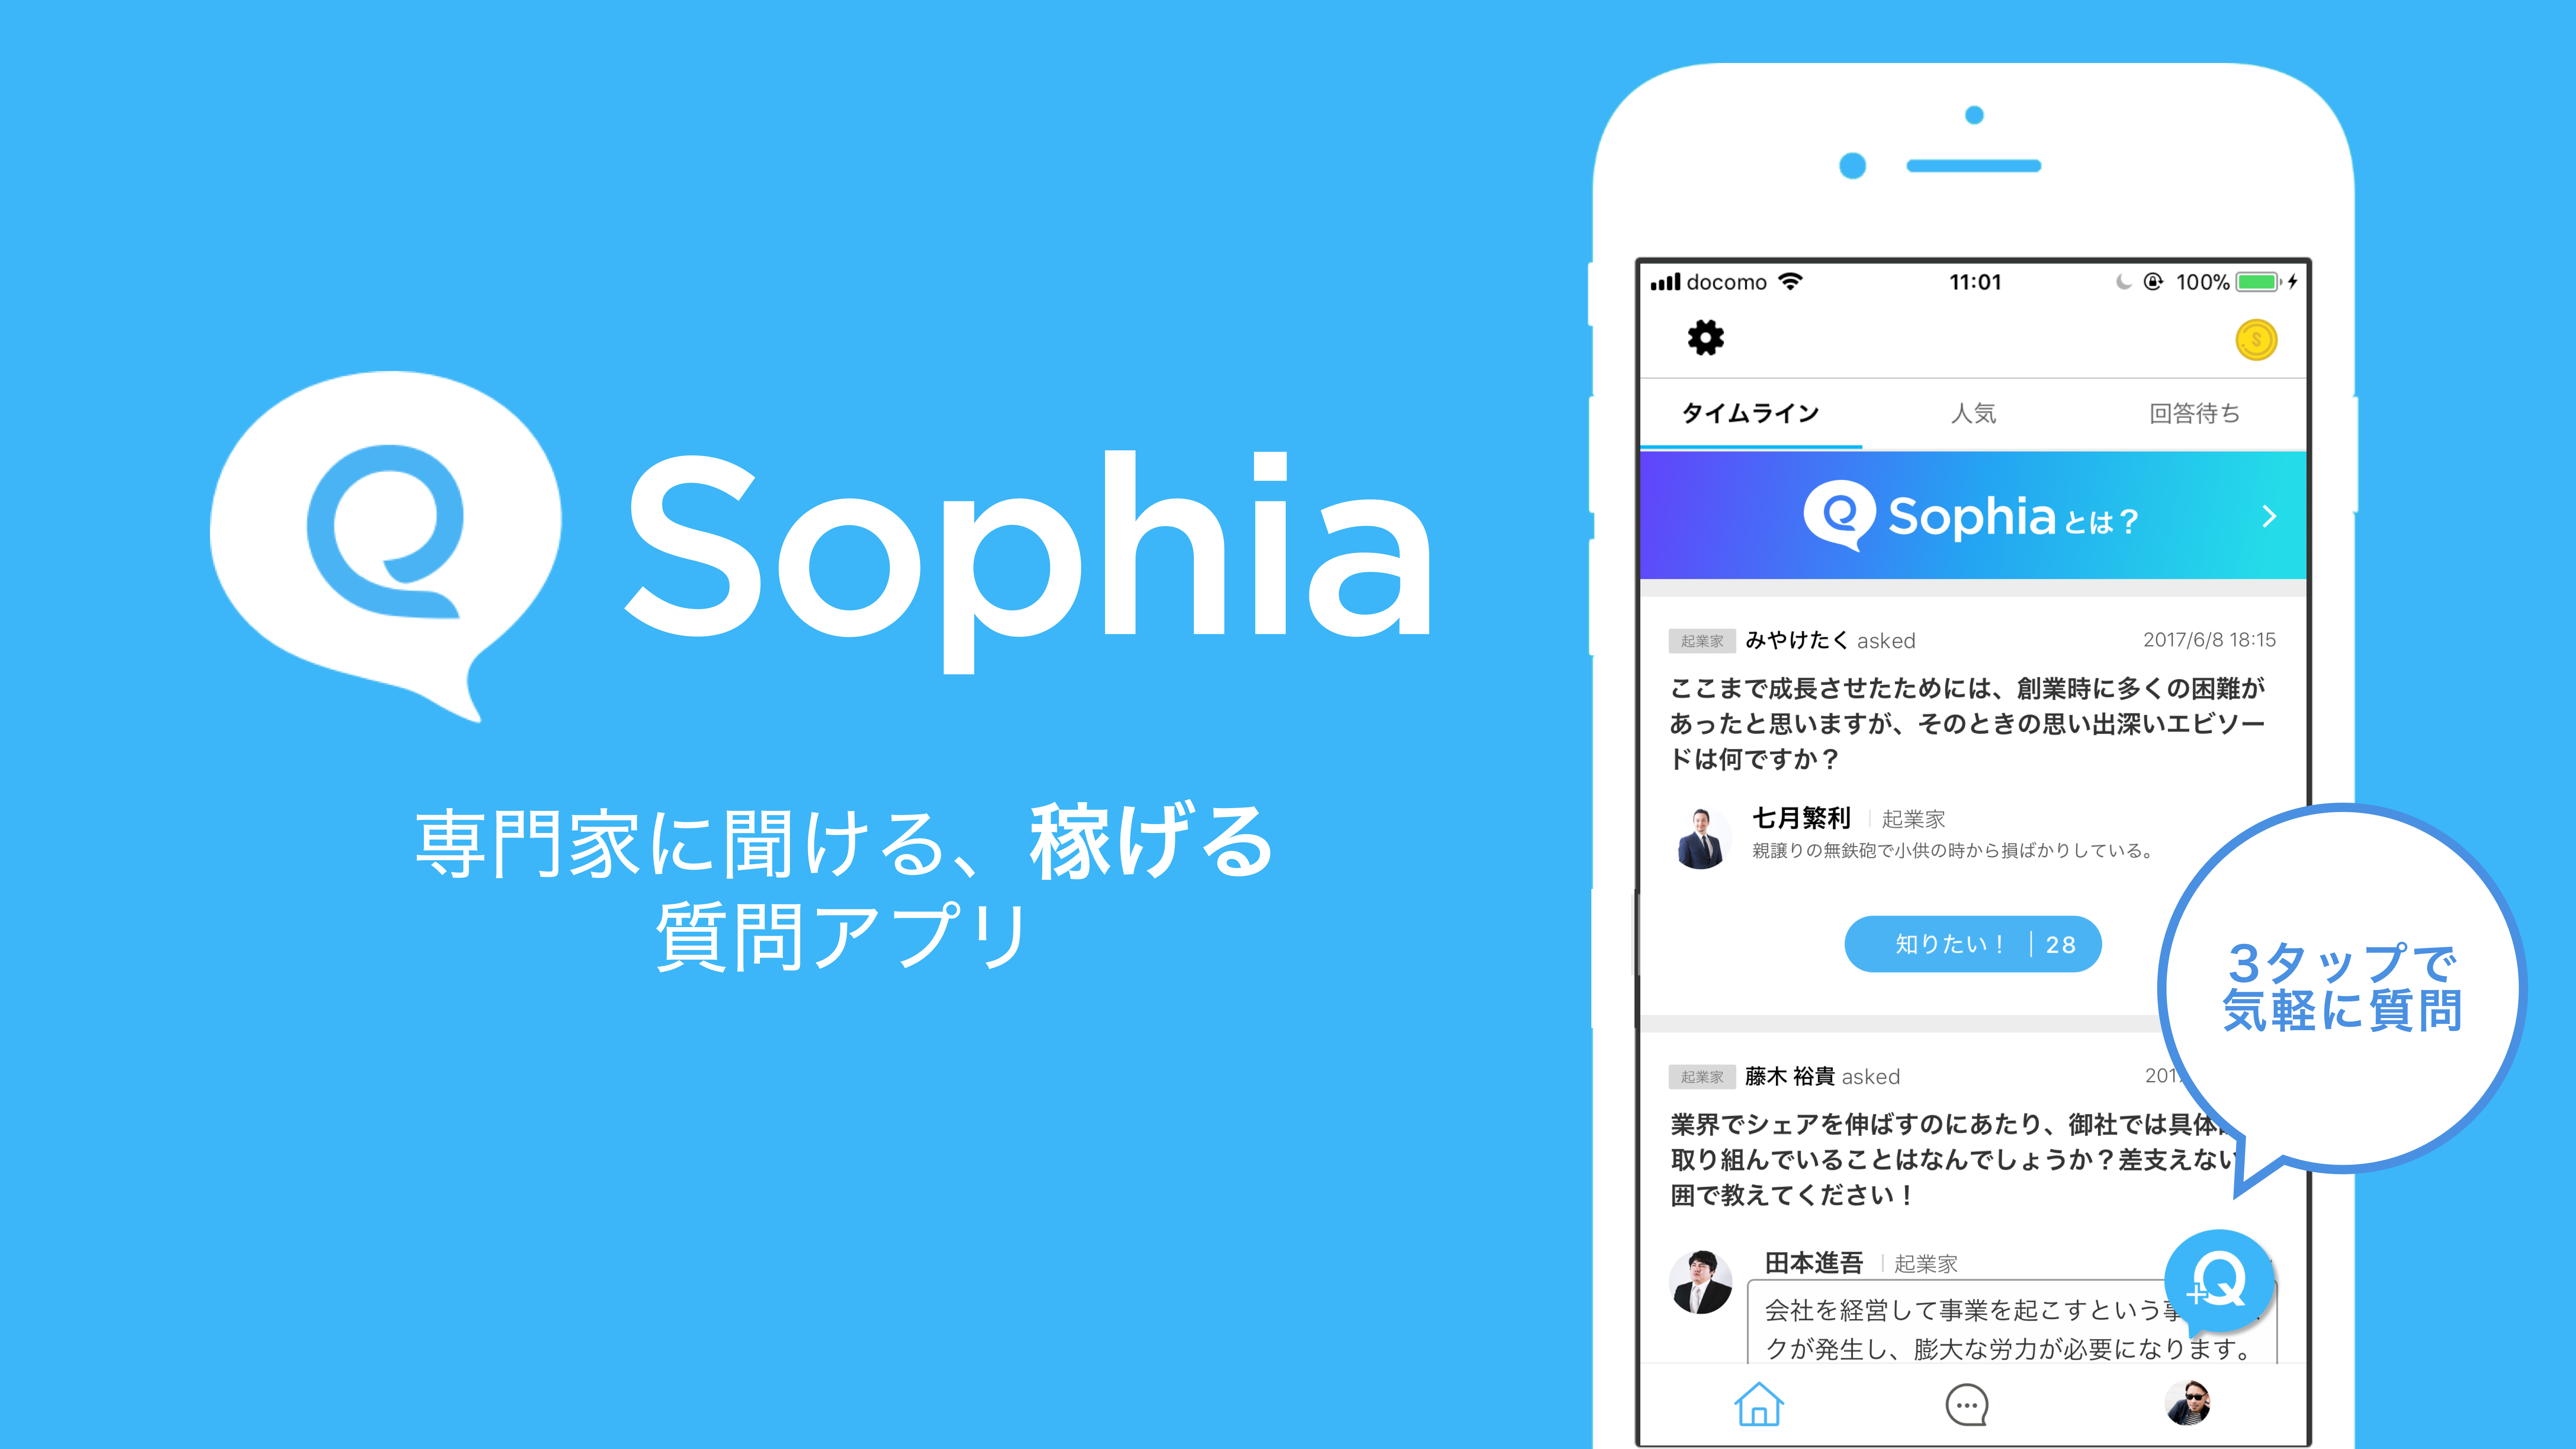 Sophia
専門家に聞ける、稼げる
質問アプリ
docomo 11:01 100%
タイムライン 人気 回答待ち
Sophiaとは？
起業家 みやけたく asked 2017/6/8 18:15
ここまで成長させたためには、創業時に多くの困難が
あったと思いますが、そのときの思い出深いエピソー
ドは何ですか？
七月繁利 | 起業家
親譲りの無鉄砲で小供の時から損ばかりしている。
知りたい！ | 28
3タップで
気軽に質問
起業家 藤木 裕貴 asked 201
業界でシェアを伸ばすのにあたり、御社では具体
取り組んでいることはなんでしょうか？差支えない
囲で教えてください！
田本進吾 | 起業家
会社を経営して事業を起こすという事
クが発生し、膨大な労力が必要になります。
+Q